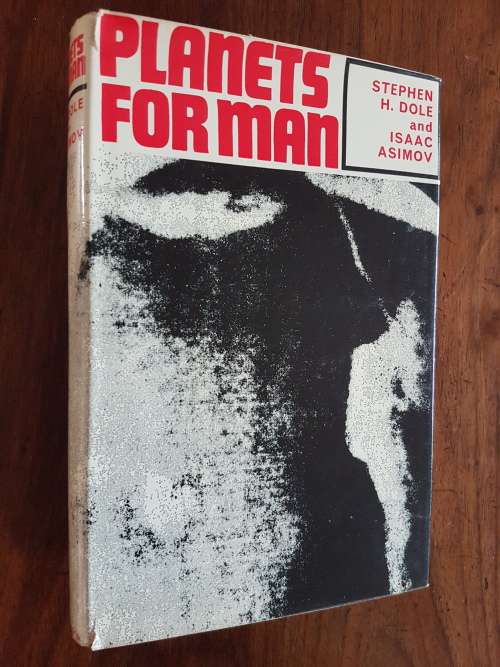 PLANETS
FOR MAN
STEPHEN
H. DOLE
and
ISAAC
ASIMOV